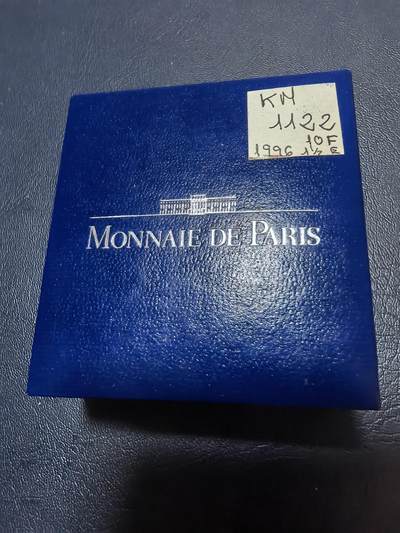 KM
1122
10F
1996 1½ €
MONNAIE DE PARIS